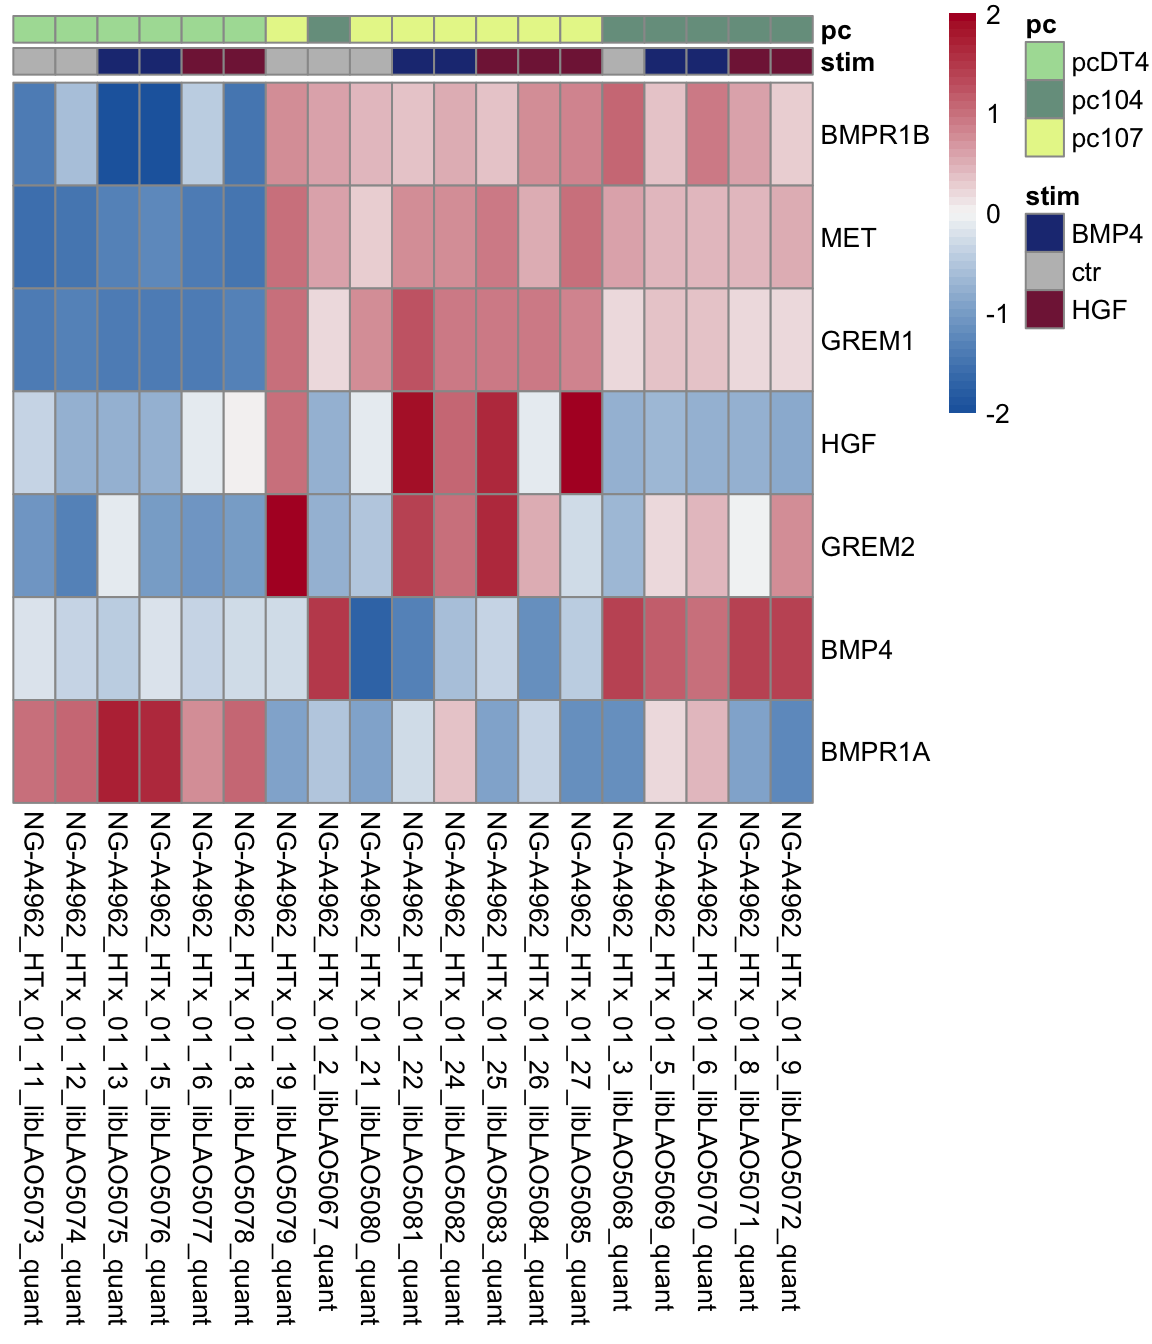 pc
stim
BMPR1B
MET
GREM1
HGF
GREM2
BMP4
BMPR1A
2
1
0
-1
-2
pc
pcDT4
pc104
pc107
stim
BMP4
ctr
HGF
NG-A4962_HTx_01_11_libLAO5073_quant
NG-A4962_HTx_01_12_libLAO5074_quant
NG-A4962_HTx_01_13_libLAO5075_quant
NG-A4962_HTx_01_15_libLAO5076_quant
NG-A4962_HTx_01_16_libLAO5077_quant
NG-A4962_HTx_01_18_libLAO5078_quant
NG-A4962_HTx_01_19_libLAO5079_quant
NG-A4962_HTx_01_2_libLAO5067_quant
NG-A4962_HTx_01_21_libLAO5080_quant
NG-A4962_HTx_01_22_libLAO5081_quant
NG-A4962_HTx_01_24_libLAO5082_quant
NG-A4962_HTx_01_25_libLAO5083_quant
NG-A4962_HTx_01_26_libLAO5084_quant
NG-A4962_HTx_01_27_libLAO5085_quant
NG-A4962_HTx_01_3_libLAO5068_quant
NG-A4962_HTx_01_5_libLAO5069_quant
NG-A4962_HTx_01_6_libLAO5070_quant
NG-A4962_HTx_01_8_libLAO5071_quant
NG-A4962_HTx_01_9_libLAO5072_quant